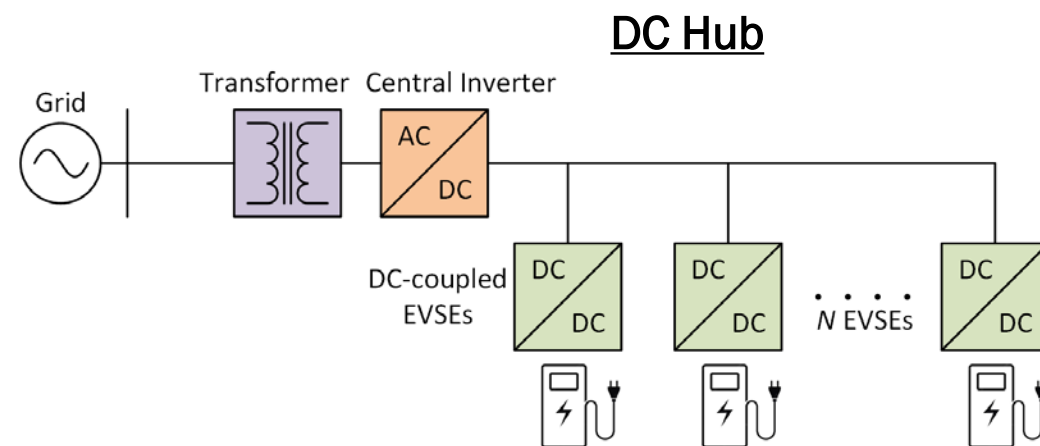 DC Hub
Transformer
Central Inverter
Grid
AC
DC
DC-coupled
EVSEs
DC
DC
DC
DC
N EVSEs
DC
DC